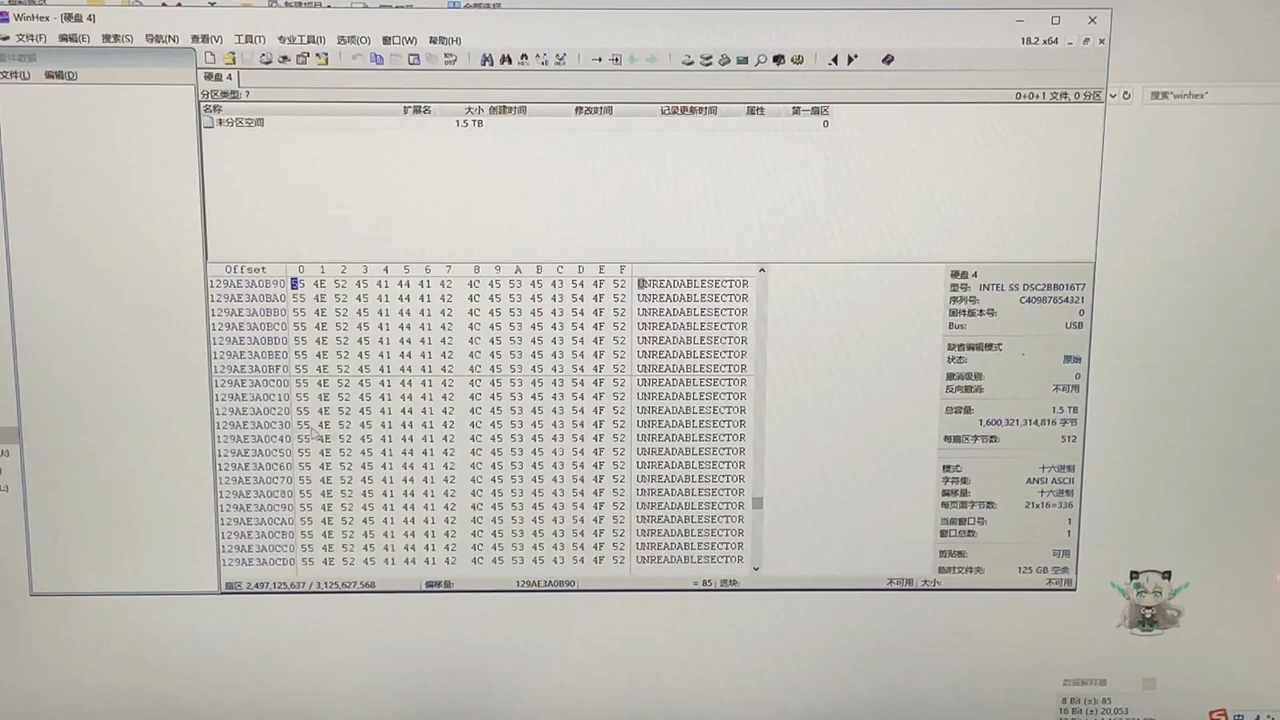 WinHex - [硬盘 4]
文件(F) 编辑(E) 搜索(S) 导航(N) 查看(V) 工具(T) 专业工具(I) 选项(O) 窗口(W) 帮助(H) 18.2 x64
文件(L) 编辑(D)
硬盘 4
分区类型: ? 0+0+1 文件, 0 分区
搜索"winhex"
名称 扩展名 大小 创建时间 修改时间 记录更新时间 属性 第一扇区
未分区空间 1.5 TB 0
Offset 0 1 2 3 4 5 6 7 8 9 A B C D E F
129AE3A0B90 55 4E 52 45 41 44 41 42 4C 45 53 45 43 54 4F 52 UNREADABLESECTOR
129AE3A0BA0 55 4E 52 45 41 44 41 42 4C 45 53 45 43 54 4F 52 UNREADABLESECTOR
129AE3A0BB0 55 4E 52 45 41 44 41 42 4C 45 53 45 43 54 4F 52 UNREADABLESECTOR
129AE3A0BC0 55 4E 52 45 41 44 41 42 4C 45 53 45 43 54 4F 52 UNREADABLESECTOR
129AE3A0BD0 55 4E 52 45 41 44 41 42 4C 45 53 45 43 54 4F 52 UNREADABLESECTOR
129AE3A0BE0 55 4E 52 45 41 44 41 42 4C 45 53 45 43 54 4F 52 UNREADABLESECTOR
129AE3A0BF0 55 4E 52 45 41 44 41 42 4C 45 53 45 43 54 4F 52 UNREADABLESECTOR
129AE3A0C00 55 4E 52 45 41 44 41 42 4C 45 53 45 43 54 4F 52 UNREADABLESECTOR
129AE3A0C10 55 4E 52 45 41 44 41 42 4C 45 53 45 43 54 4F 52 UNREADABLESECTOR
129AE3A0C20 55 4E 52 45 41 44 41 42 4C 45 53 45 43 54 4F 52 UNREADABLESECTOR
129AE3A0C30 55 4E 52 45 41 44 41 42 4C 45 53 45 43 54 4F 52 UNREADABLESECTOR
129AE3A0C40 55 4E 52 45 41 44 41 42 4C 45 53 45 43 54 4F 52 UNREADABLESECTOR
129AE3A0C50 55 4E 52 45 41 44 41 42 4C 45 53 45 43 54 4F 52 UNREADABLESECTOR
129AE3A0C60 55 4E 52 45 41 44 41 42 4C 45 53 45 43 54 4F 52 UNREADABLESECTOR
129AE3A0C70 55 4E 52 45 41 44 41 42 4C 45 53 45 43 54 4F 52 UNREADABLESECTOR
129AE3A0C80 55 4E 52 45 41 44 41 42 4C 45 53 45 43 54 4F 52 UNREADABLESECTOR
129AE3A0C90 55 4E 52 45 41 44 41 42 4C 45 53 45 43 54 4F 52 UNREADABLESECTOR
129AE3A0CA0 55 4E 52 45 41 44 41 42 4C 45 53 45 43 54 4F 52 UNREADABLESECTOR
129AE3A0CB0 55 4E 52 45 41 44 41 42 4C 45 53 45 43 54 4F 52 UNREADABLESECTOR
129AE3A0CC0 55 4E 52 45 41 44 41 42 4C 45 53 45 43 54 4F 52 UNREADABLESECTOR
129AE3A0CD0 55 4E 52 45 41 44 41 42 4C 45 53 45 43 54 4F 52 UNREADABLESECTOR
硬盘 4
型号: INTEL SS DSC2BB016T7
序列号: C40987654321
固件版本号: 0
Bus: USB
缺省编辑模式
状态: 原始
撤消级别: 0
反向撤消: 不可用
总容量: 1.5 TB
1,600,321,314,816 字节
每扇区字节数: 512
模式: 十六进制
字符集: ANSI ASCII
偏移量: 十六进制
每页面字节数: 21x16=336
当前窗口号: 1
窗口总数: 1
剪贴板: 可用
临时文件夹: 125 GB 空余
扇区 2,497,125,637 / 3,125,627,568 偏移量: 129AE3A0B90 = 85 选块: 不可用 大小: 不可用
数据解释器
8 Bit (±): 85
16 Bit (±): 20,053
中